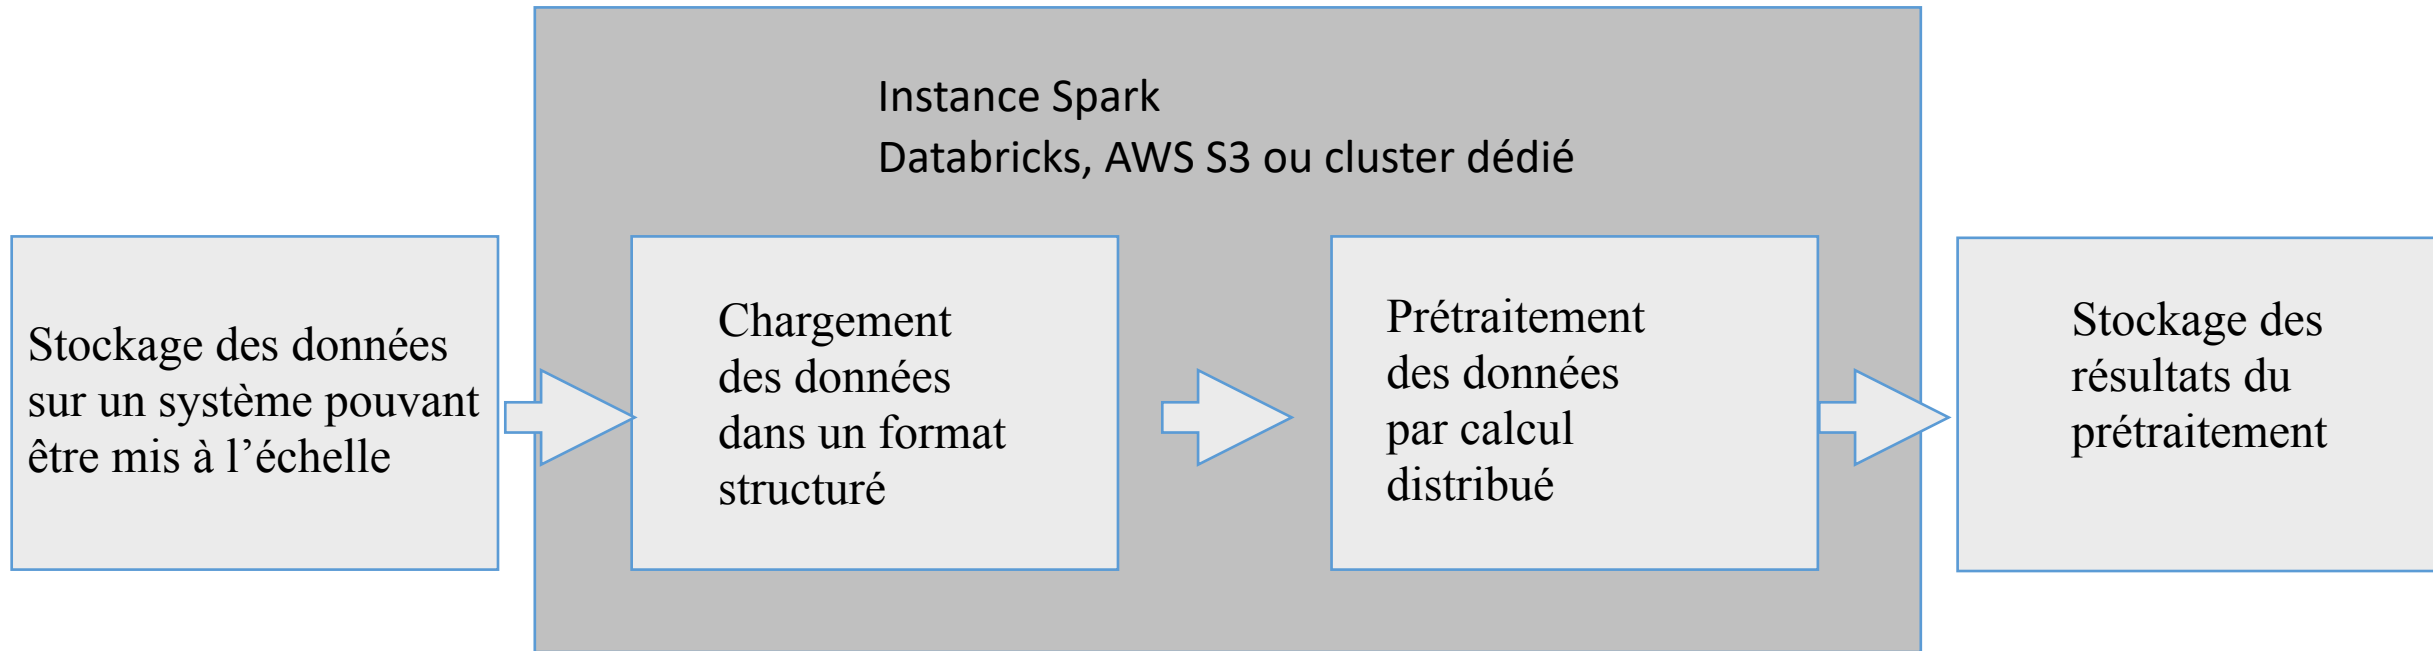 Instance Spark
Databricks, AWS S3 ou cluster dédié
Stockage des données
sur un système pouvant
être mis à l’échelle
Chargement
des données
dans un format
structuré
Prétraitement
des données
par calcul
distribué
Stockage des
résultats du
prétraitement